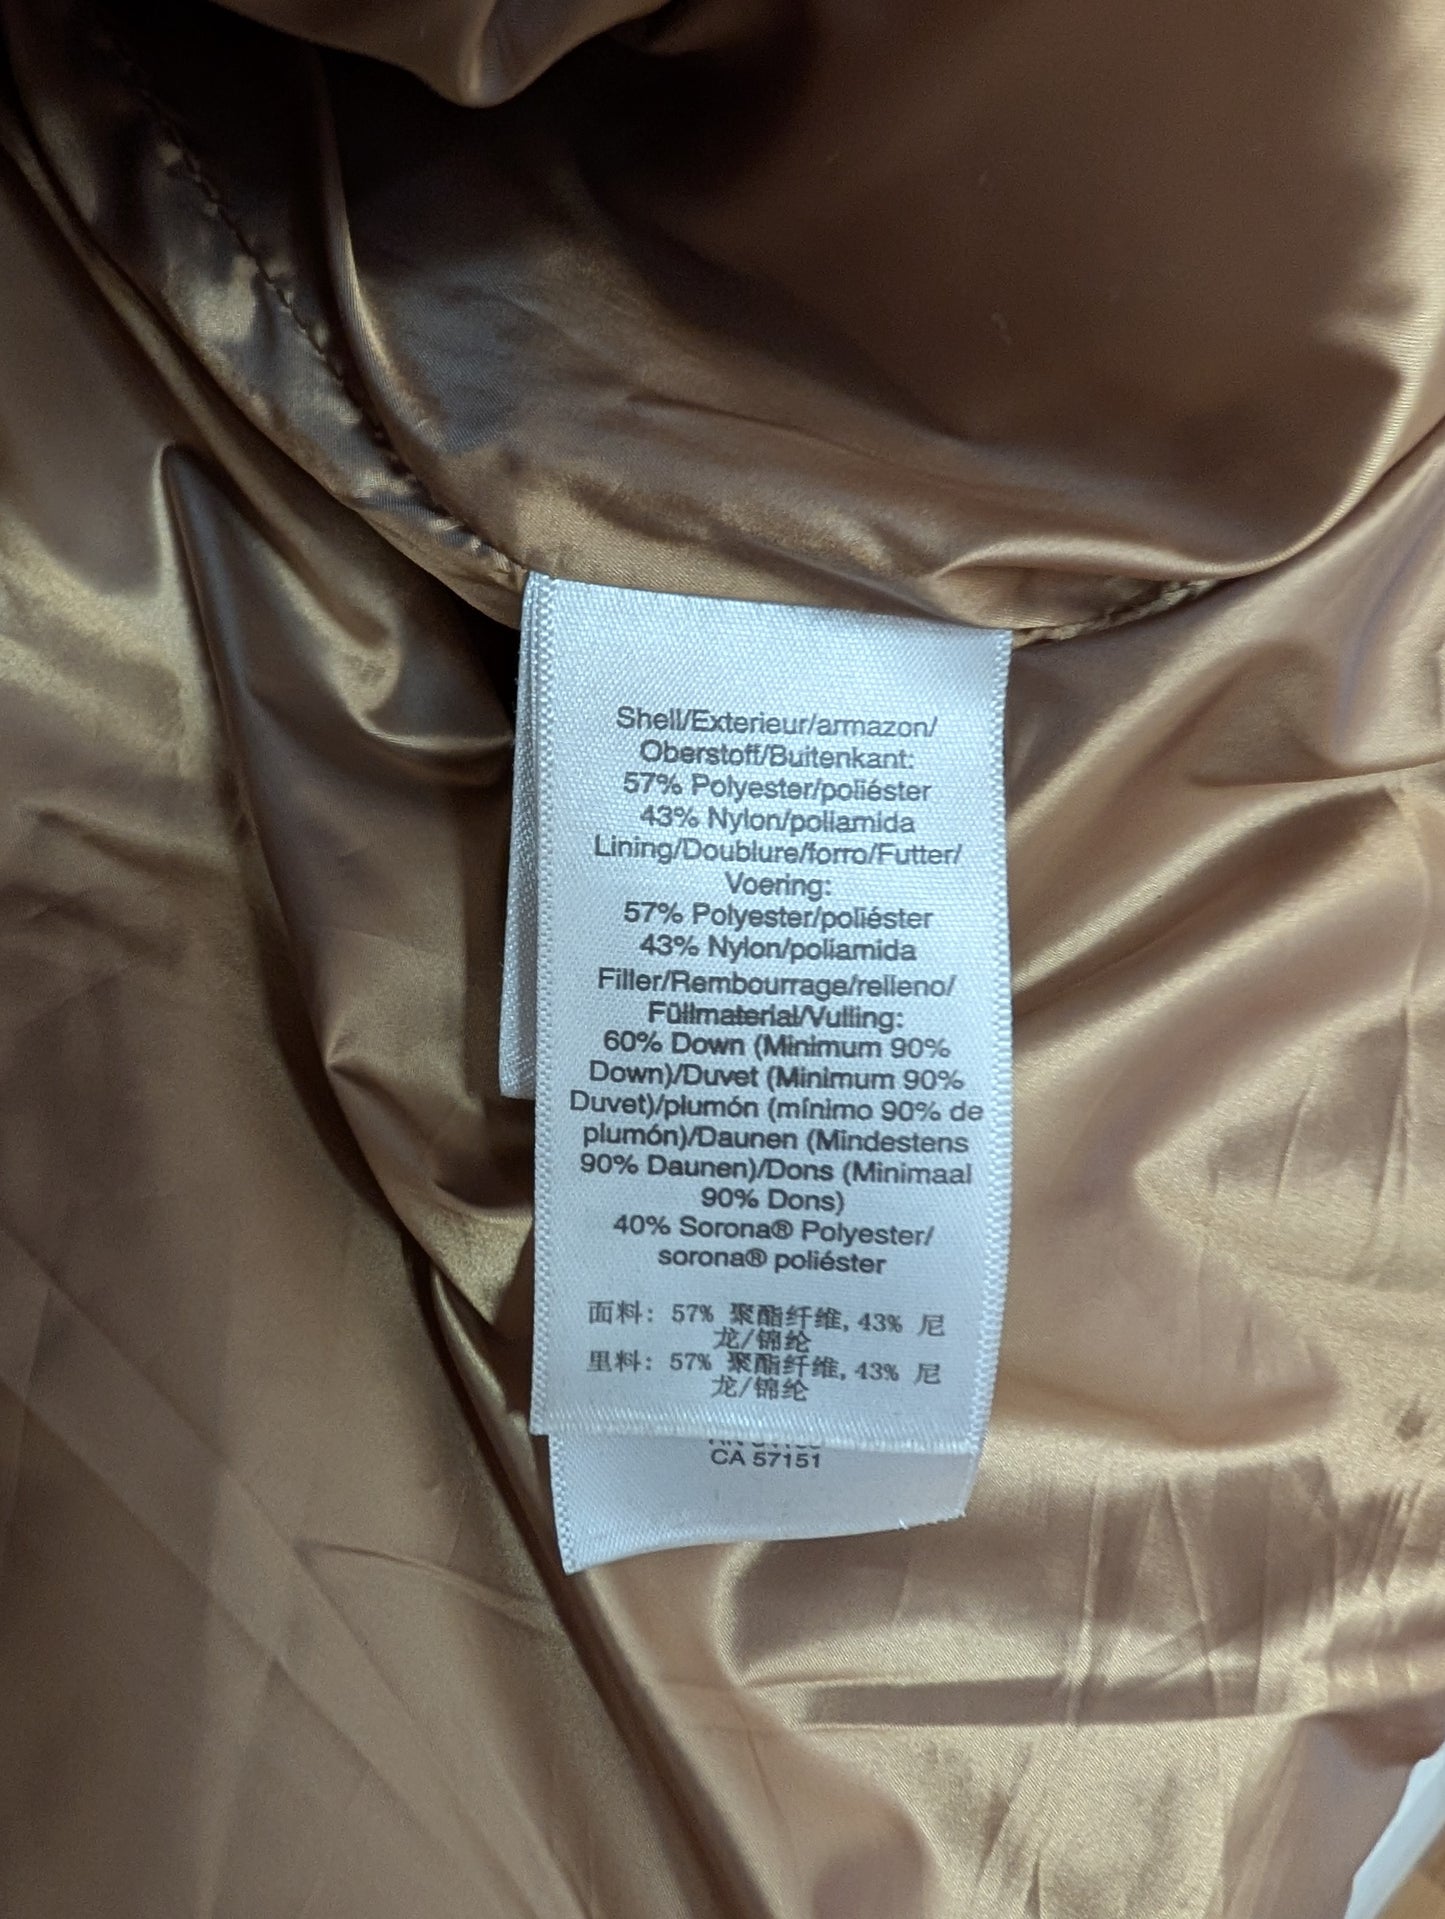 Shell/Exterieur/armazon/
Oberstoff/Buitenkant:
57% Polyester/poliéster
43% Nylon/poliamida
Lining/Doublure/forro/Futter/
Voering:
57% Polyester/poliéster
43% Nylon/poliamida
Filler/Rembourrage/relleno/
Füllmaterial/Vulling:
60% Down (Minimum 90%
Down)/Duvet (Minimum 90%
Duvet)/plumón (mínimo 90% de
plumón)/Daunen (Mindestens
90% Daunen)/Dons (Minimaal
90% Dons)
40% Sorona® Polyester/
sorona® poliéster
面料: 57% 聚酯纤维, 43% 尼
龙/锦纶
里料: 57% 聚酯纤维, 43% 尼
龙/锦纶
CA 57151